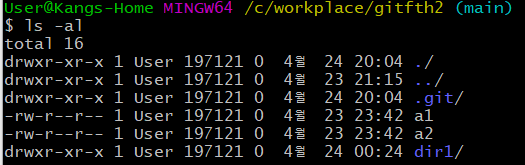 User@Kangs-Home MINGW64 /c/workplace/gitfth2 (main)
$ ls -al
total 16
drwxr-xr-x 1 User 197121 0  4월  24 20:04 ./
drwxr-xr-x 1 User 197121 0  4월  23 21:15 ../
drwxr-xr-x 1 User 197121 0  4월  24 20:04 .git/
-rw-r--r-- 1 User 197121 0  4월  23 23:42 a1
-rw-r--r-- 1 User 197121 0  4월  23 23:42 a2
drwxr-xr-x 1 User 197121 0  4월  24 00:24 dir1/